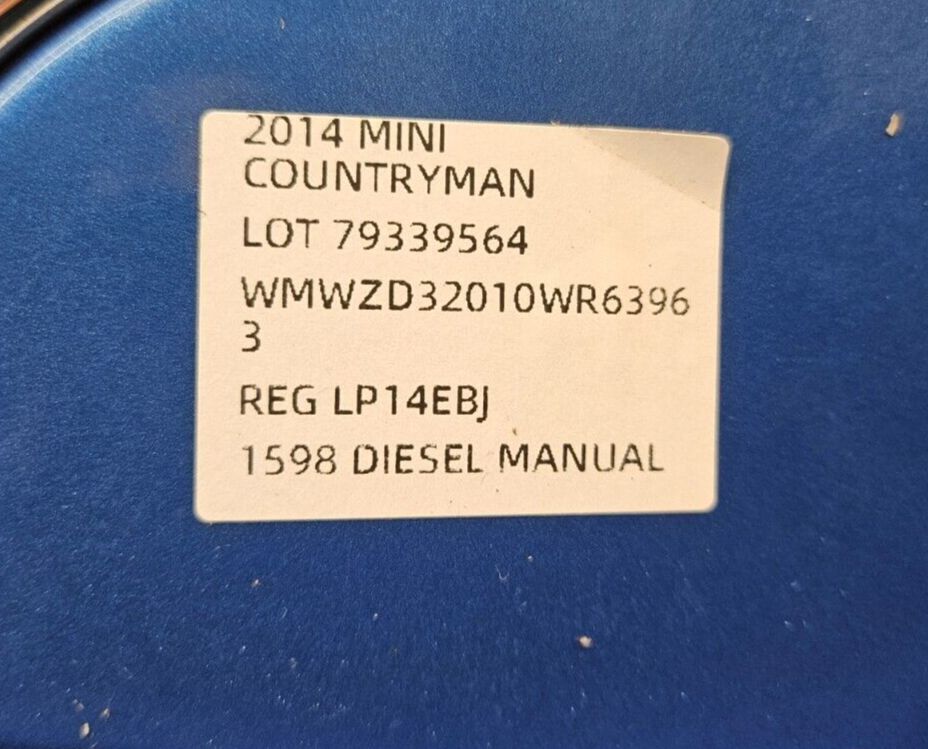 2014 MINI
COUNTRYMAN
LOT 79339564
WMWZD32010WR6396
3
REG LP14EBJ
1598 DIESEL MANUAL